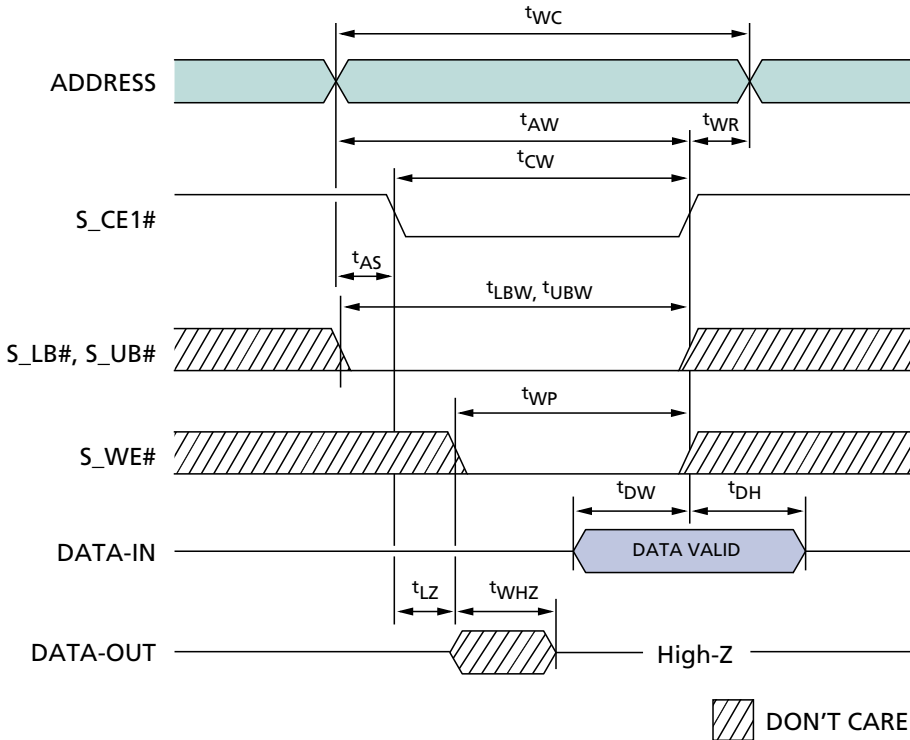 tWC
ADDRESS
tAW
tWR
tCW
S_CE1#
tAS
tLBW, tUBW
S_LB#, S_UB#
tWP
S_WE#
tDW
tDH
DATA-IN
DATA VALID
tLZ
tWHZ
DATA-OUT
High-Z
DON'T CARE